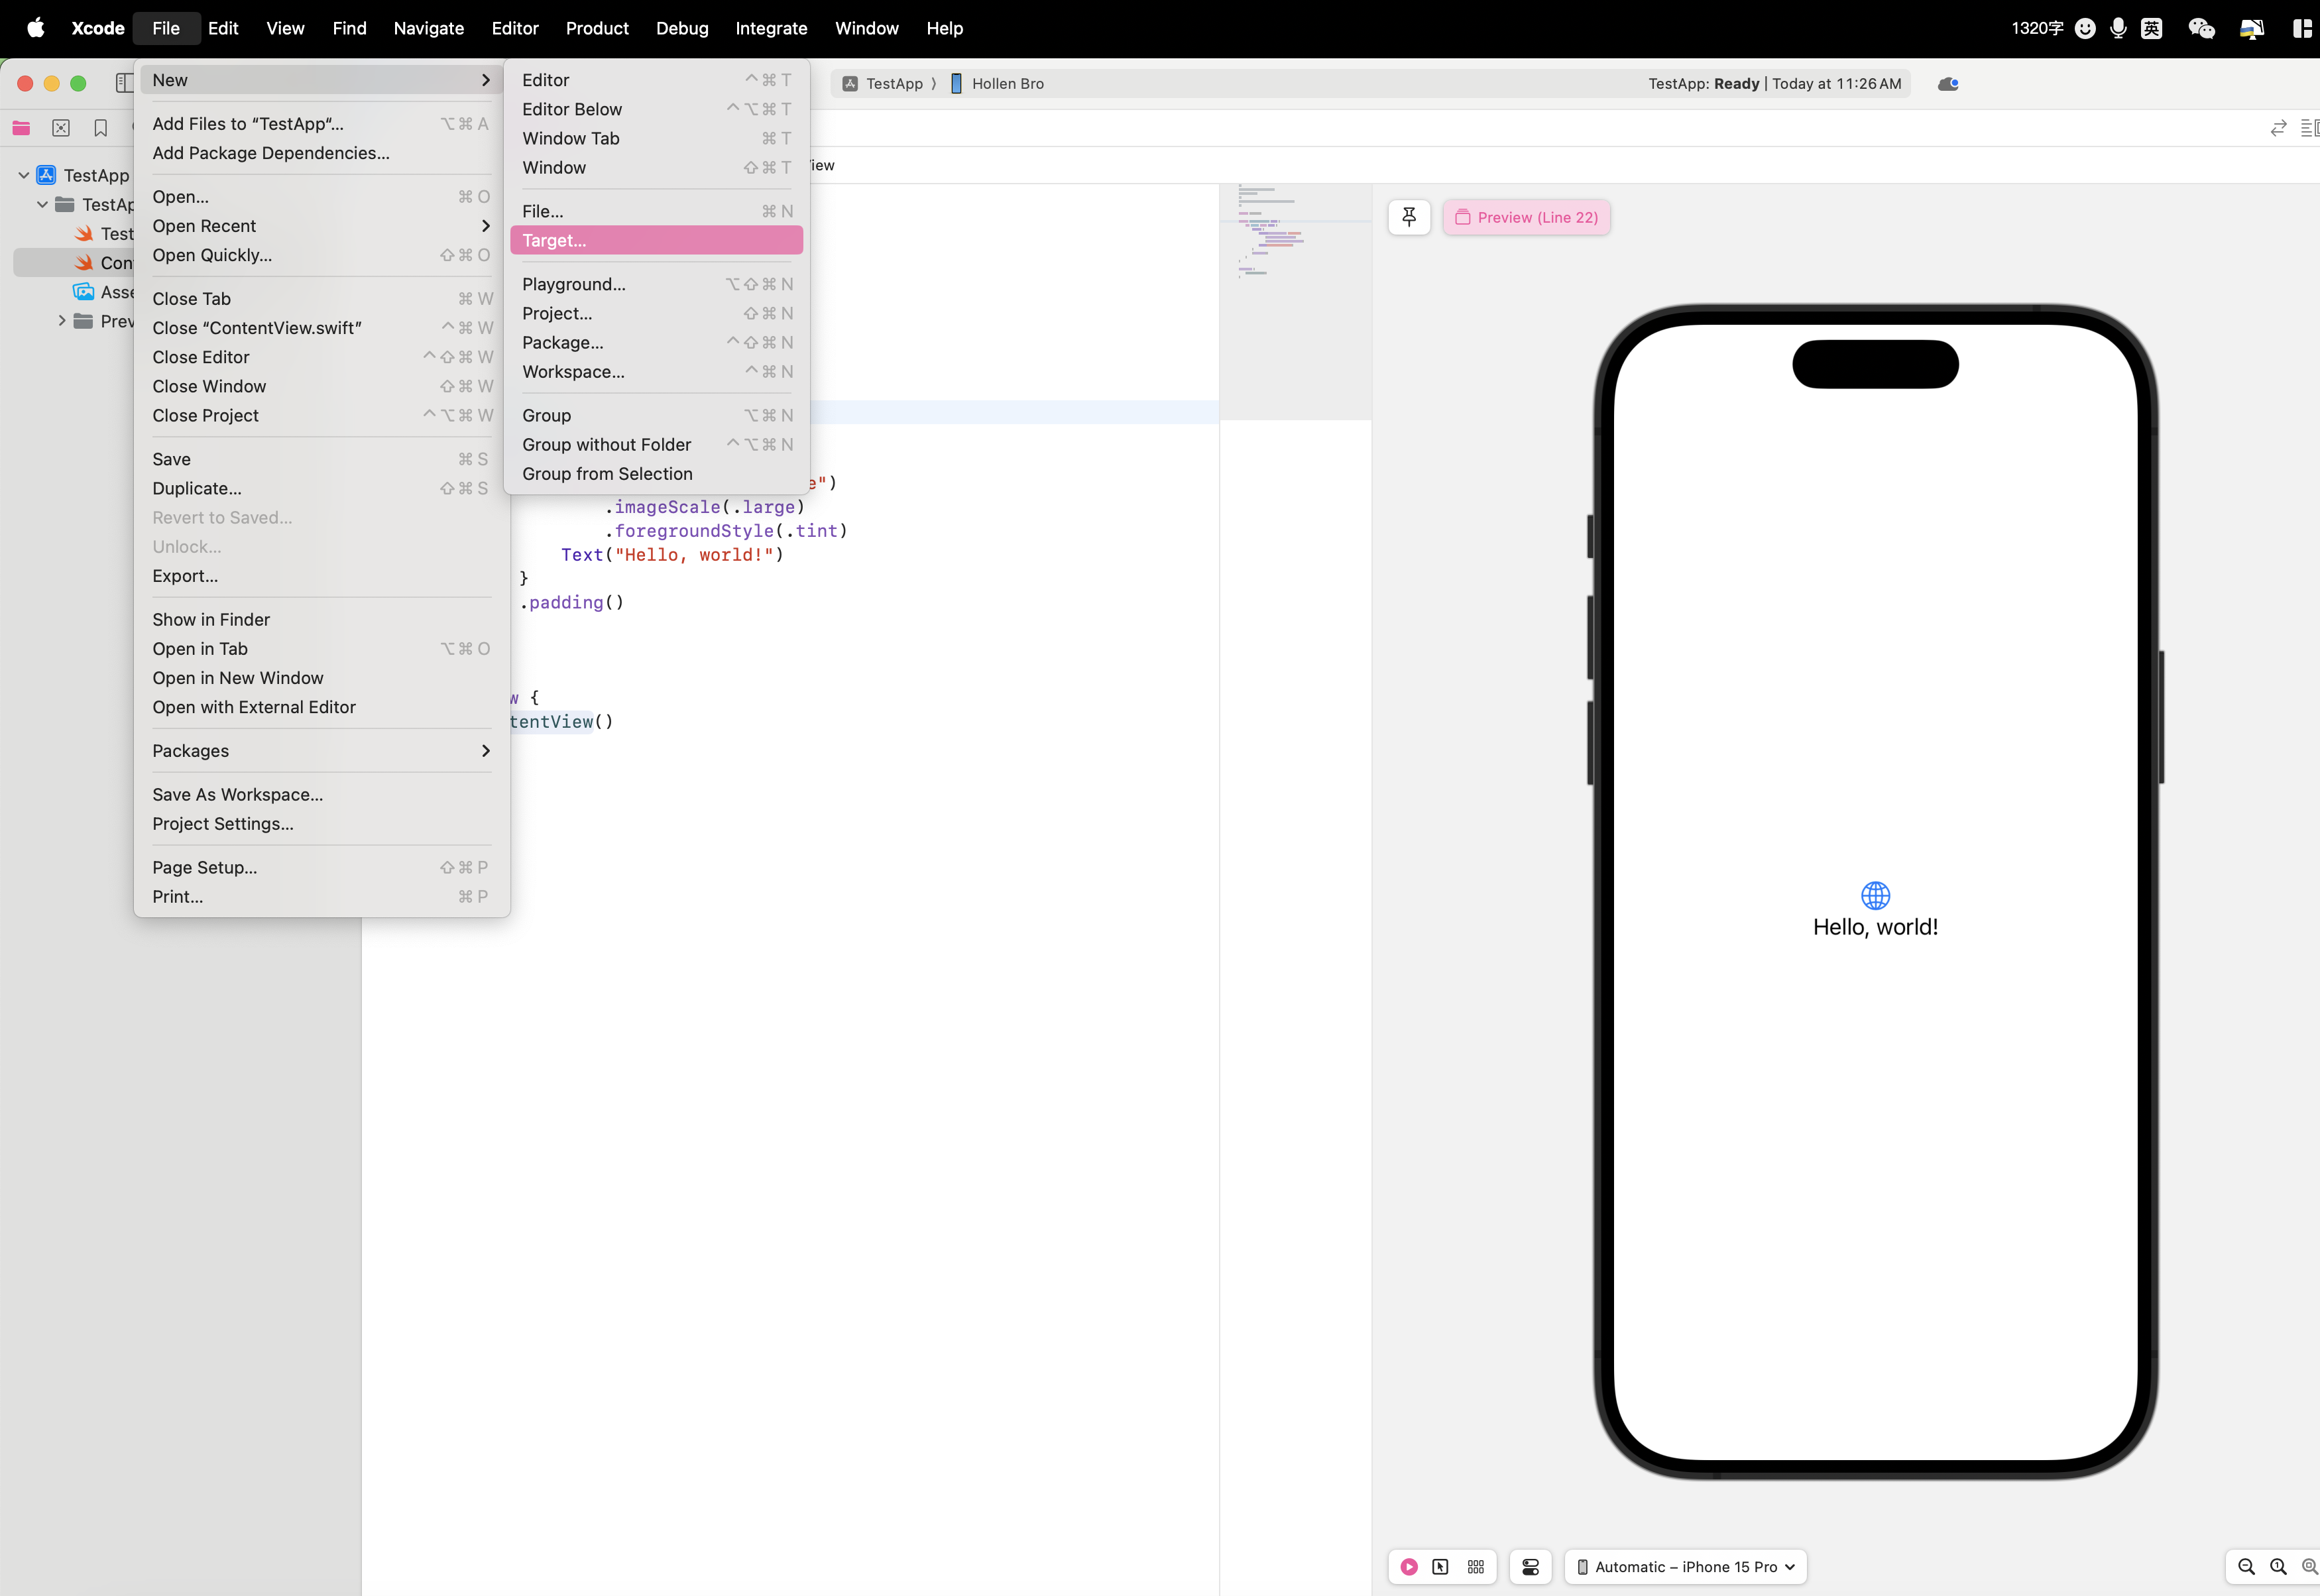 Xcode File Edit View Find Navigate Editor Product Debug Integrate Window Help 1320字 英
TestApp 〉 Hollen Bro
TestApp: Ready | Today at 11:26 AM
TestApp
Preview (Line 22)
New
Add Files to “TestApp”... ⌥⌘A
Add Package Dependencies...
Open... ⌘O
Open Recent
Open Quickly... ⇧⌘O
Close Tab ⌘W
Close “ContentView.swift” ^⌘W
Close Editor ^⇧⌘W
Close Window ⇧⌘W
Close Project ^⌥⌘W
Save ⌘S
Duplicate... ⇧⌘S
Revert to Saved...
Unlock...
Export...
Show in Finder
Open in Tab ⌥⌘O
Open in New Window
Open with External Editor
Packages
Save As Workspace...
Project Settings...
Page Setup... ⇧⌘P
Print... ⌘P
Editor ^⌘T
Editor Below ^⌥⌘T
Window Tab ⌘T
Window ⇧⌘T
File... ⌘N
Target...
Playground... ⌥⇧⌘N
Project... ⇧⌘N
Package... ^⇧⌘N
Workspace... ^⌘N
Group ⌥⌘N
Group without Folder ^⌥⌘N
Group from Selection
e")
.imageScale(.large)
.foregroundStyle(.tint)
Text("Hello, world!")
}
.padding()
w {
tentView()
Hello, world!
Automatic – iPhone 15 Pro